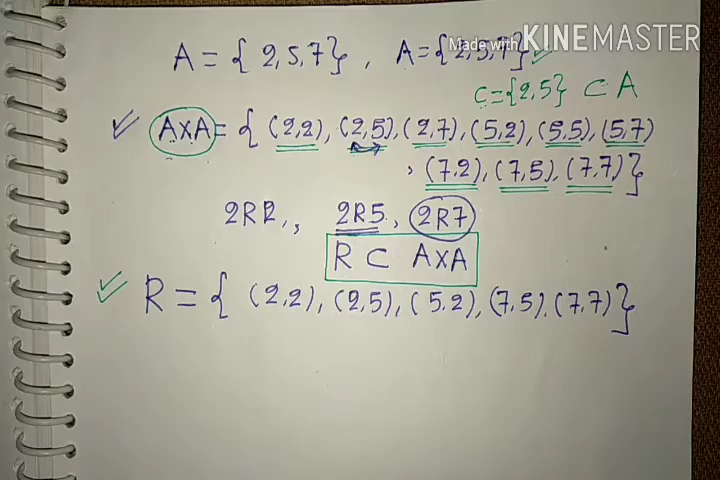 A = { 2, 5, 7 } , A = {2, 5, 7} ✓
Made with KINEMASTER
C = {2, 5} ⊂ A
✓ A×A = { (2,2), (2,5), (2,7), (5,2), (5,5), (5,7)
, (7,2), (7,5), (7,7) }
2R2, , 2R5, , 2R7
R ⊂ A×A
✓ R = { (2,2), (2,5), (5,2), (7,5), (7,7) }